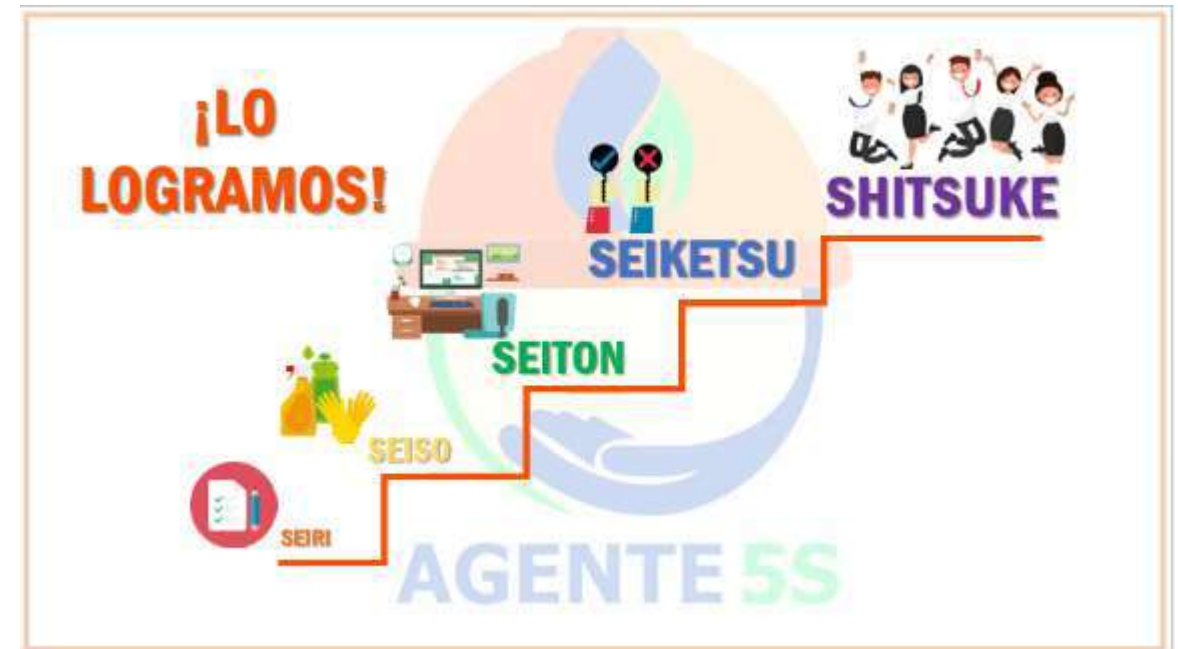 ¡LO
LOGRAMOS!
SHITSUKE
SEIKETSU
SEITON
SEISO
SEIRI
AGENTE 5S